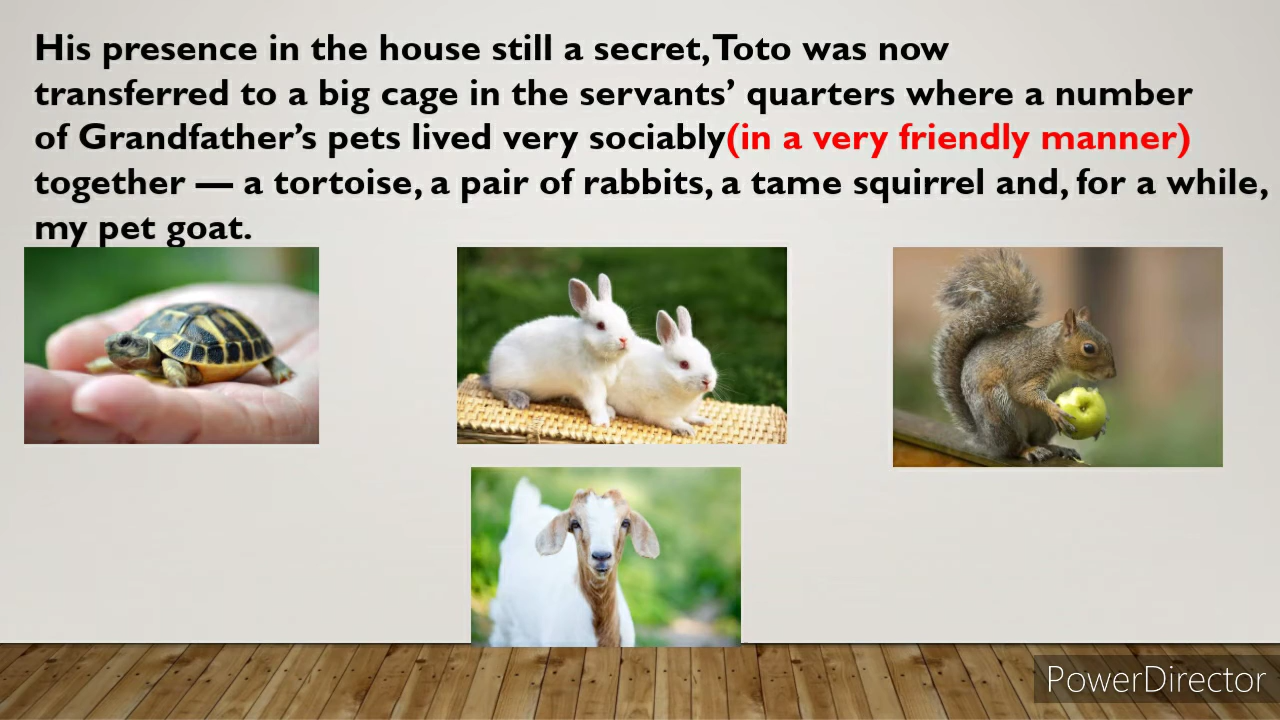 His presence in the house still a secret, Toto was now
transferred to a big cage in the servants’ quarters where a number
of Grandfather’s pets lived very sociably(in a very friendly manner)
together — a tortoise, a pair of rabbits, a tame squirrel and, for a while,
my pet goat.
PowerDirector